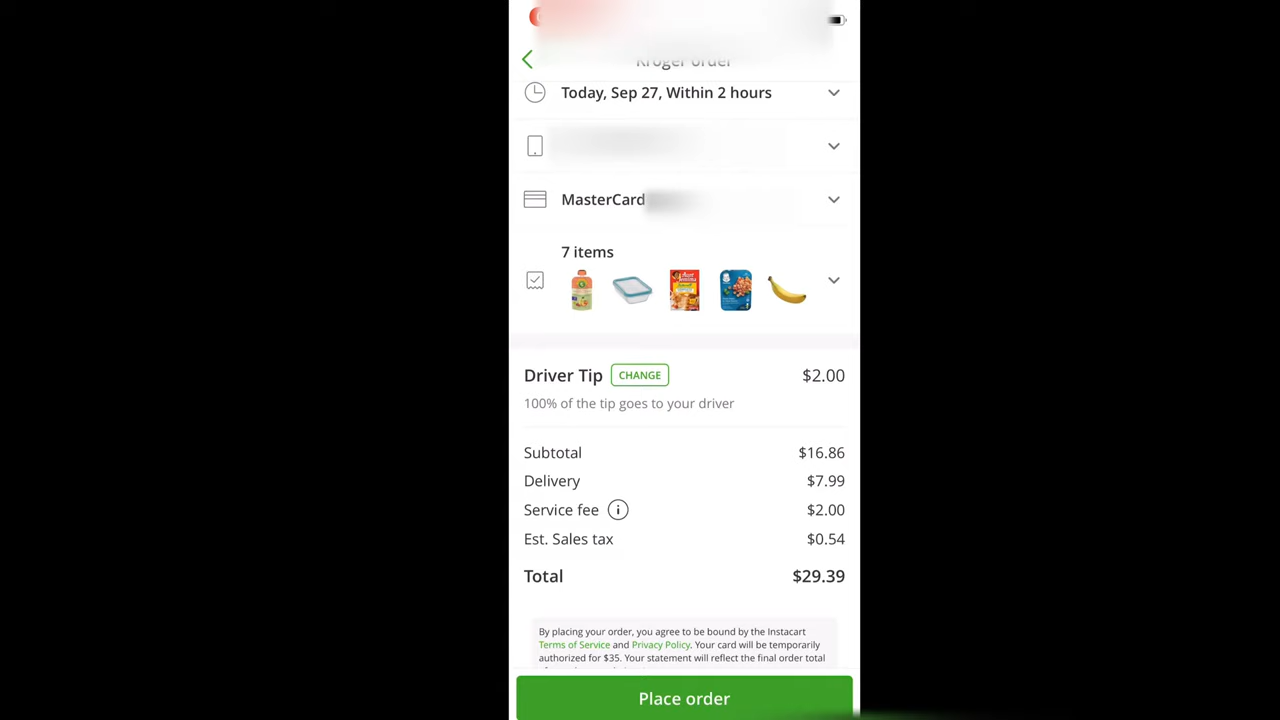 Kroger order
Today, Sep 27, Within 2 hours
MasterCard
7 items
Driver Tip CHANGE $2.00
100% of the tip goes to your driver
Subtotal $16.86
Delivery $7.99
Service fee i $2.00
Est. Sales tax $0.54
Total $29.39
By placing your order, you agree to be bound by the Instacart
Terms of Service and Privacy Policy. Your card will be temporarily
authorized for $35. Your statement will reflect the final order total
Place order